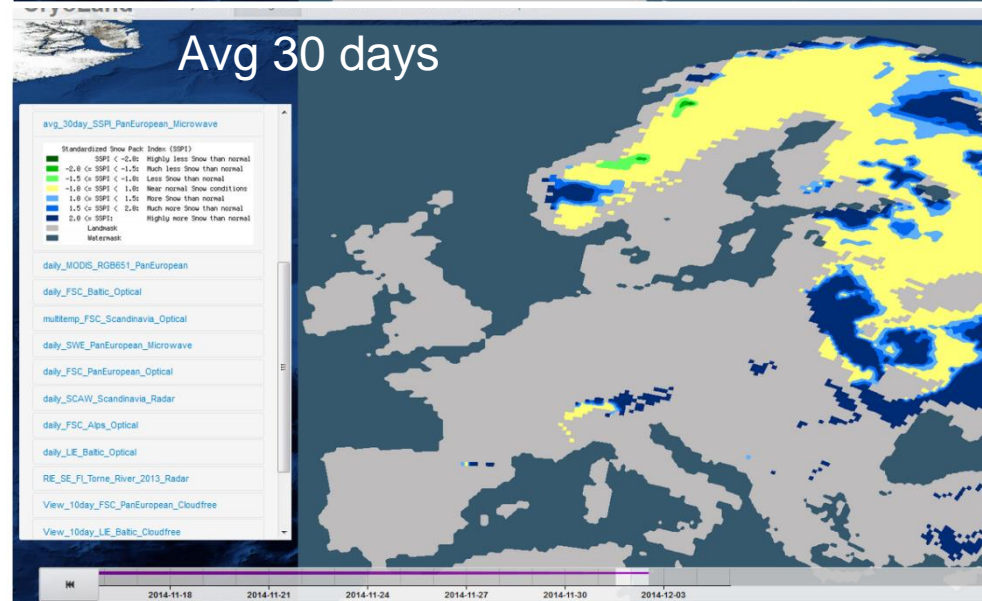 CryoLand
Avg 30 days
avg_30day_SSPI_PanEuropean_Microwave
Standardized Snow Pack Index (SSPI)
SSPI < -2.0: Highly less Snow than normal
-2.0 <= SSPI < -1.5: Much less Snow than normal
-1.5 <= SSPI < -1.0: Less Snow than normal
-1.0 <= SSPI < 1.0: Near normal Snow conditions
1.0 <= SSPI < 1.5: More Snow than normal
1.5 <= SSPI < 2.0: Much more Snow than normal
2.0 <= SSPI: Highly more Snow than normal
Landmask
Watermask
daily_MODIS_RGB651_PanEuropean
daily_FSC_Baltic_Optical
multitemp_FSC_Scandinavia_Optical
daily_SWE_PanEuropean_Microwave
daily_FSC_PanEuropean_Optical
daily_SCAW_Scandinavia_Radar
daily_FSC_Alps_Optical
daily_LIE_Baltic_Optical
RIE_SE_FI_Torne_River_2013_Radar
View_10day_FSC_PanEuropean_Cloudfree
View_10day_LIE_Baltic_Cloudfree
2014-11-18 2014-11-21 2014-11-24 2014-11-27 2014-11-30 2014-12-03